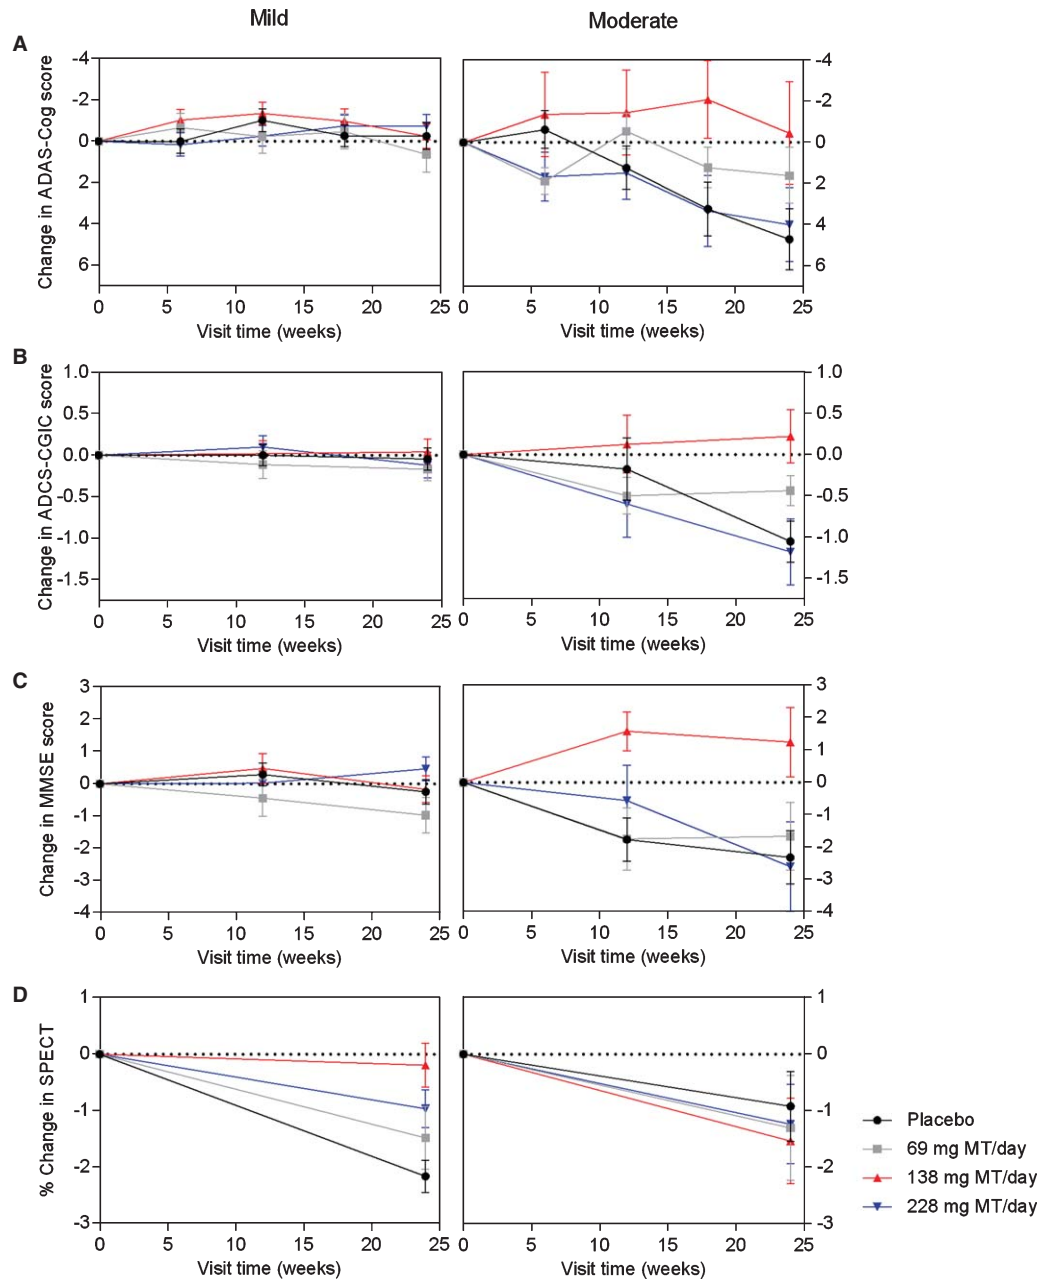 Mild
Moderate
A
Change in ADAS-Cog score
-4
-2
0
2
4
6
0 5 10 15 20 25
Visit time (weeks)
-4
-2
0
2
4
6
0 5 10 15 20 25
Visit time (weeks)
B
Change in ADCS-CGIC score
1.0
0.5
0.0
-0.5
-1.0
-1.5
0 5 10 15 20 25
Visit time (weeks)
1.0
0.5
0.0
-0.5
-1.0
-1.5
0 5 10 15 20 25
Visit time (weeks)
C
Change in MMSE score
3
2
1
0
-1
-2
-3
-4
0 5 10 15 20 25
Visit time (weeks)
3
2
1
0
-1
-2
-3
-4
0 5 10 15 20 25
Visit time (weeks)
D
% Change in SPECT
1
0
-1
-2
-3
0 5 10 15 20 25
Visit time (weeks)
1
0
-1
-2
-3
0 5 10 15 20 25
Visit time (weeks)
Placebo
69 mg MT/day
138 mg MT/day
228 mg MT/day